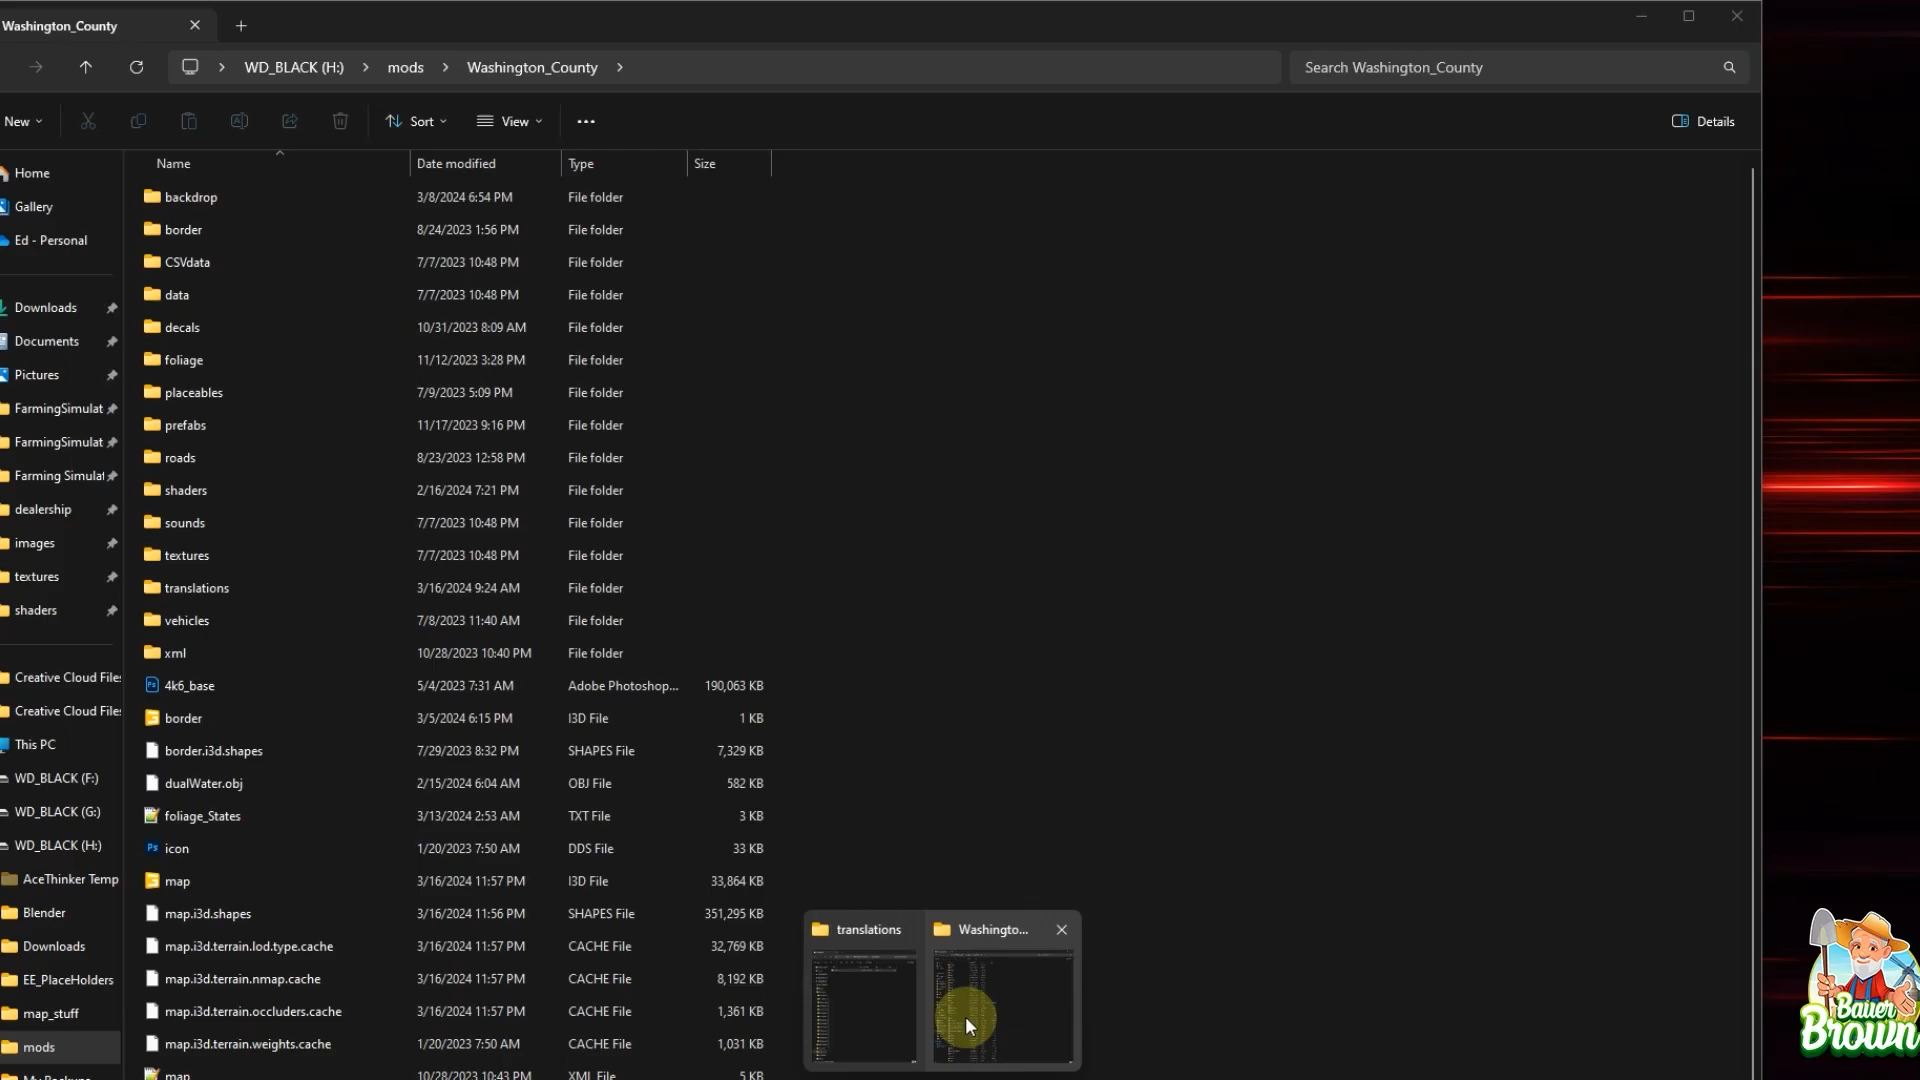 Washington_County
WD_BLACK (H:) mods Washington_County
Search Washington_County
New Sort View Details
Name Date modified Type Size
Home
Gallery
Ed - Personal
Downloads
Documents
Pictures
FarmingSimulat
FarmingSimulat
Farming Simulat
dealership
images
textures
shaders
Creative Cloud Files
Creative Cloud Files
This PC
WD_BLACK (F:)
WD_BLACK (G:)
WD_BLACK (H:)
AceThinker Temp
Blender
Downloads
EE_PlaceHolders
map_stuff
mods
My Backups
backdrop 3/8/2024 6:54 PM File folder
border 8/24/2023 1:56 PM File folder
CSVdata 7/7/2023 10:48 PM File folder
data 7/7/2023 10:48 PM File folder
decals 10/31/2023 8:09 AM File folder
foliage 11/12/2023 3:28 PM File folder
placeables 7/9/2023 5:09 PM File folder
prefabs 11/17/2023 9:16 PM File folder
roads 8/23/2023 12:58 PM File folder
shaders 2/16/2024 7:21 PM File folder
sounds 7/7/2023 10:48 PM File folder
textures 7/7/2023 10:48 PM File folder
translations 3/16/2024 9:24 AM File folder
vehicles 7/8/2023 11:40 AM File folder
xml 10/28/2023 10:40 PM File folder
4k6_base 5/4/2023 7:31 AM Adobe Photoshop... 190,063 KB
border 3/5/2024 6:15 PM I3D File 1 KB
border.i3d.shapes 7/29/2023 8:32 PM SHAPES File 7,329 KB
dualWater.obj 2/15/2024 6:04 AM OBJ File 582 KB
foliage_States 3/13/2024 2:53 AM TXT File 3 KB
icon 1/20/2023 7:50 AM DDS File 33 KB
map 3/16/2024 11:57 PM I3D File 33,864 KB
map.i3d.shapes 3/16/2024 11:56 PM SHAPES File 351,295 KB
map.i3d.terrain.lod.type.cache 3/16/2024 11:57 PM CACHE File 32,769 KB
map.i3d.terrain.nmap.cache 3/16/2024 11:57 PM CACHE File 8,192 KB
map.i3d.terrain.occluders.cache 3/16/2024 11:57 PM CACHE File 1,361 KB
map.i3d.terrain.weights.cache 1/20/2023 7:50 AM CACHE File 1,031 KB
map 10/28/2023 10:43 PM XML File 5 KB
translations
Washingto...
Bauer
Brown